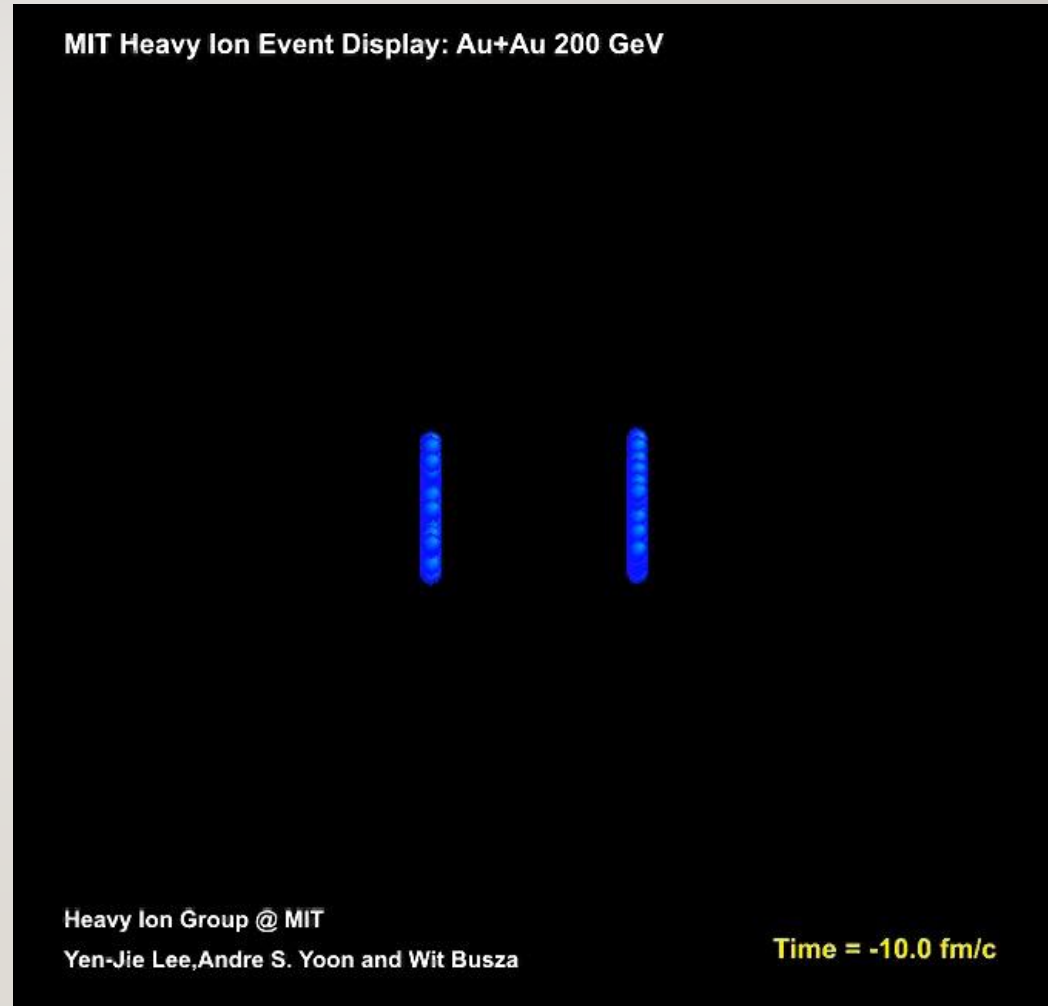 MIT Heavy Ion Event Display: Au+Au 200 GeV
Heavy Ion Group @ MIT
Yen-Jie Lee,Andre S. Yoon and Wit Busza
Time = -10.0 fm/c